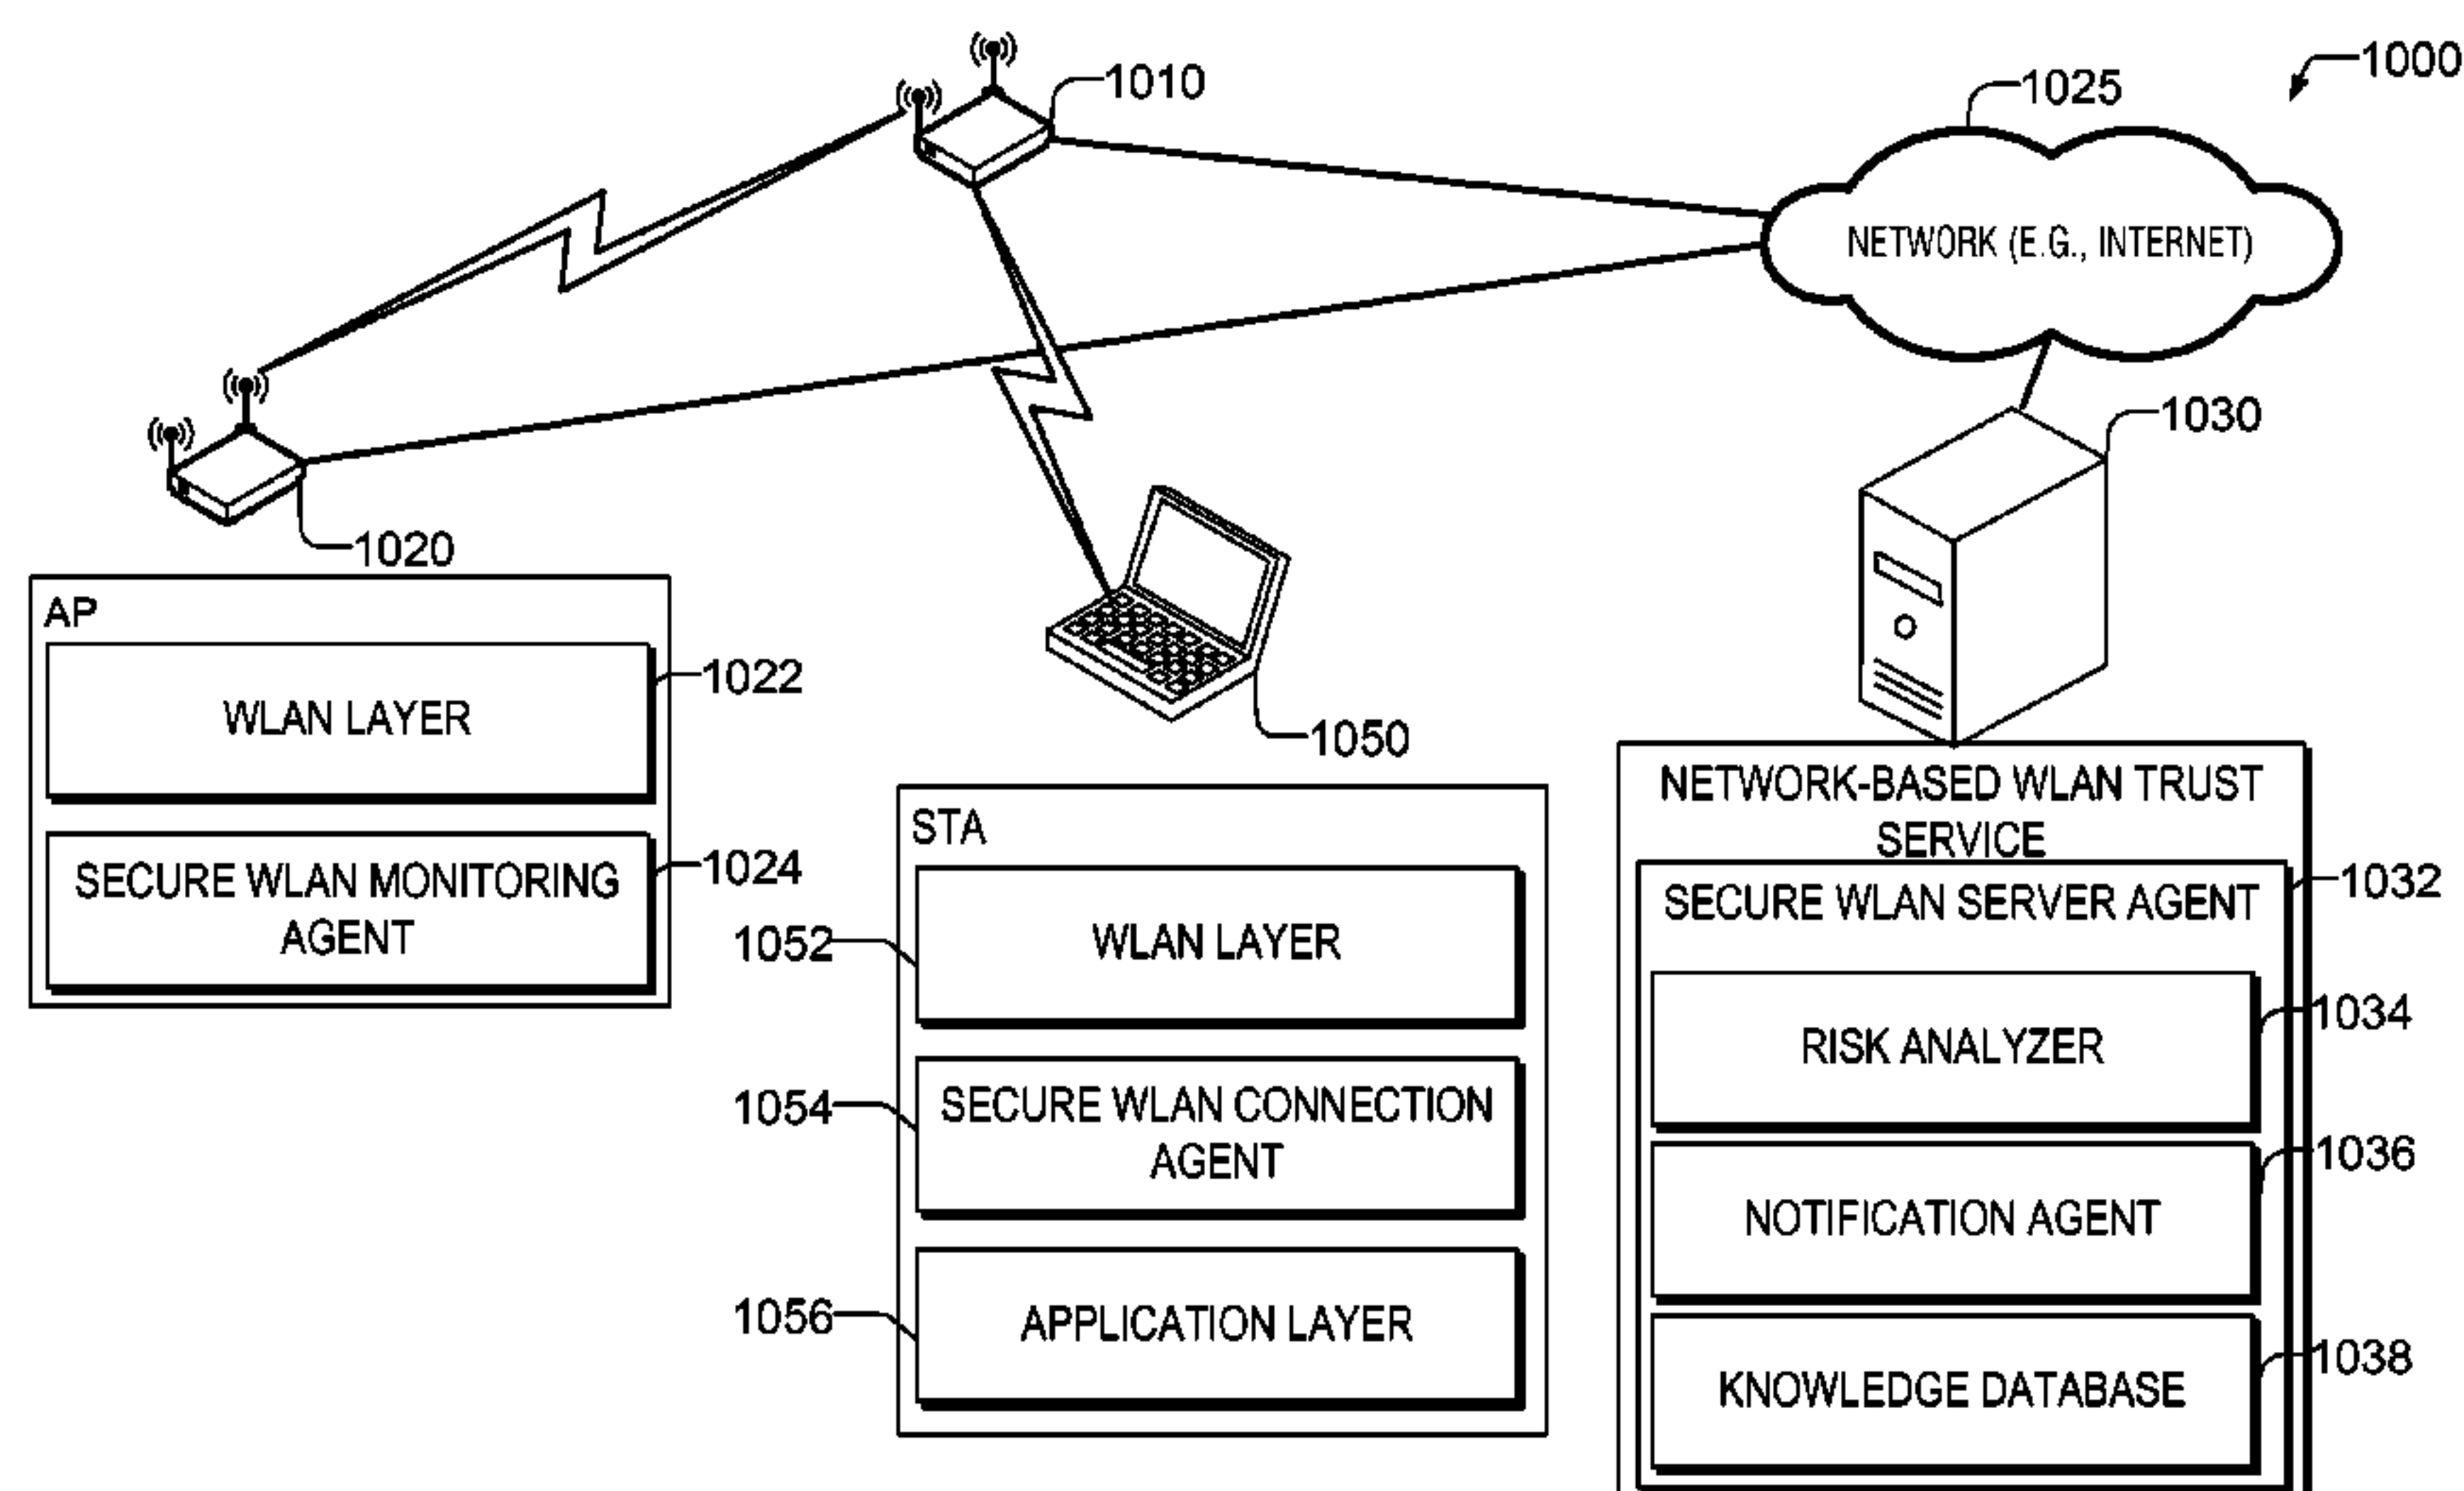 1000
1010
1025
NETWORK (E.G., INTERNET)
1030
1020
AP
WLAN LAYER
1022
SECURE WLAN MONITORING
AGENT
1024
1050
STA
WLAN LAYER
1052
SECURE WLAN CONNECTION
AGENT
1054
APPLICATION LAYER
1056
NETWORK-BASED WLAN TRUST
SERVICE
SECURE WLAN SERVER AGENT
1032
RISK ANALYZER
1034
NOTIFICATION AGENT
1036
KNOWLEDGE DATABASE
1038